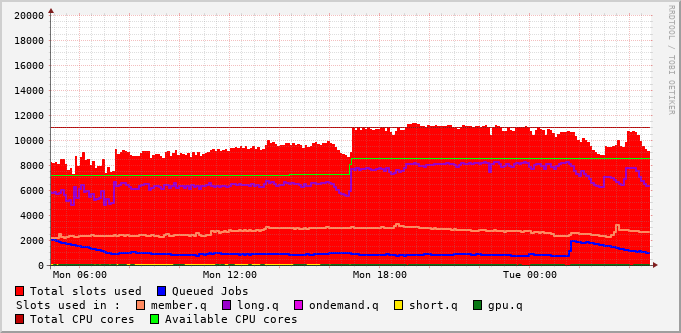 20000
18000
16000
14000
12000
10000
8000
6000
4000
2000
0
Mon 06:00 Mon 12:00 Mon 18:00 Tue 00:00
Total slots used Queued Jobs
Slots used in : member.q long.q ondemand.q short.q gpu.q
Total CPU cores Available CPU cores
RRDTOOL / TOBI OETIKER